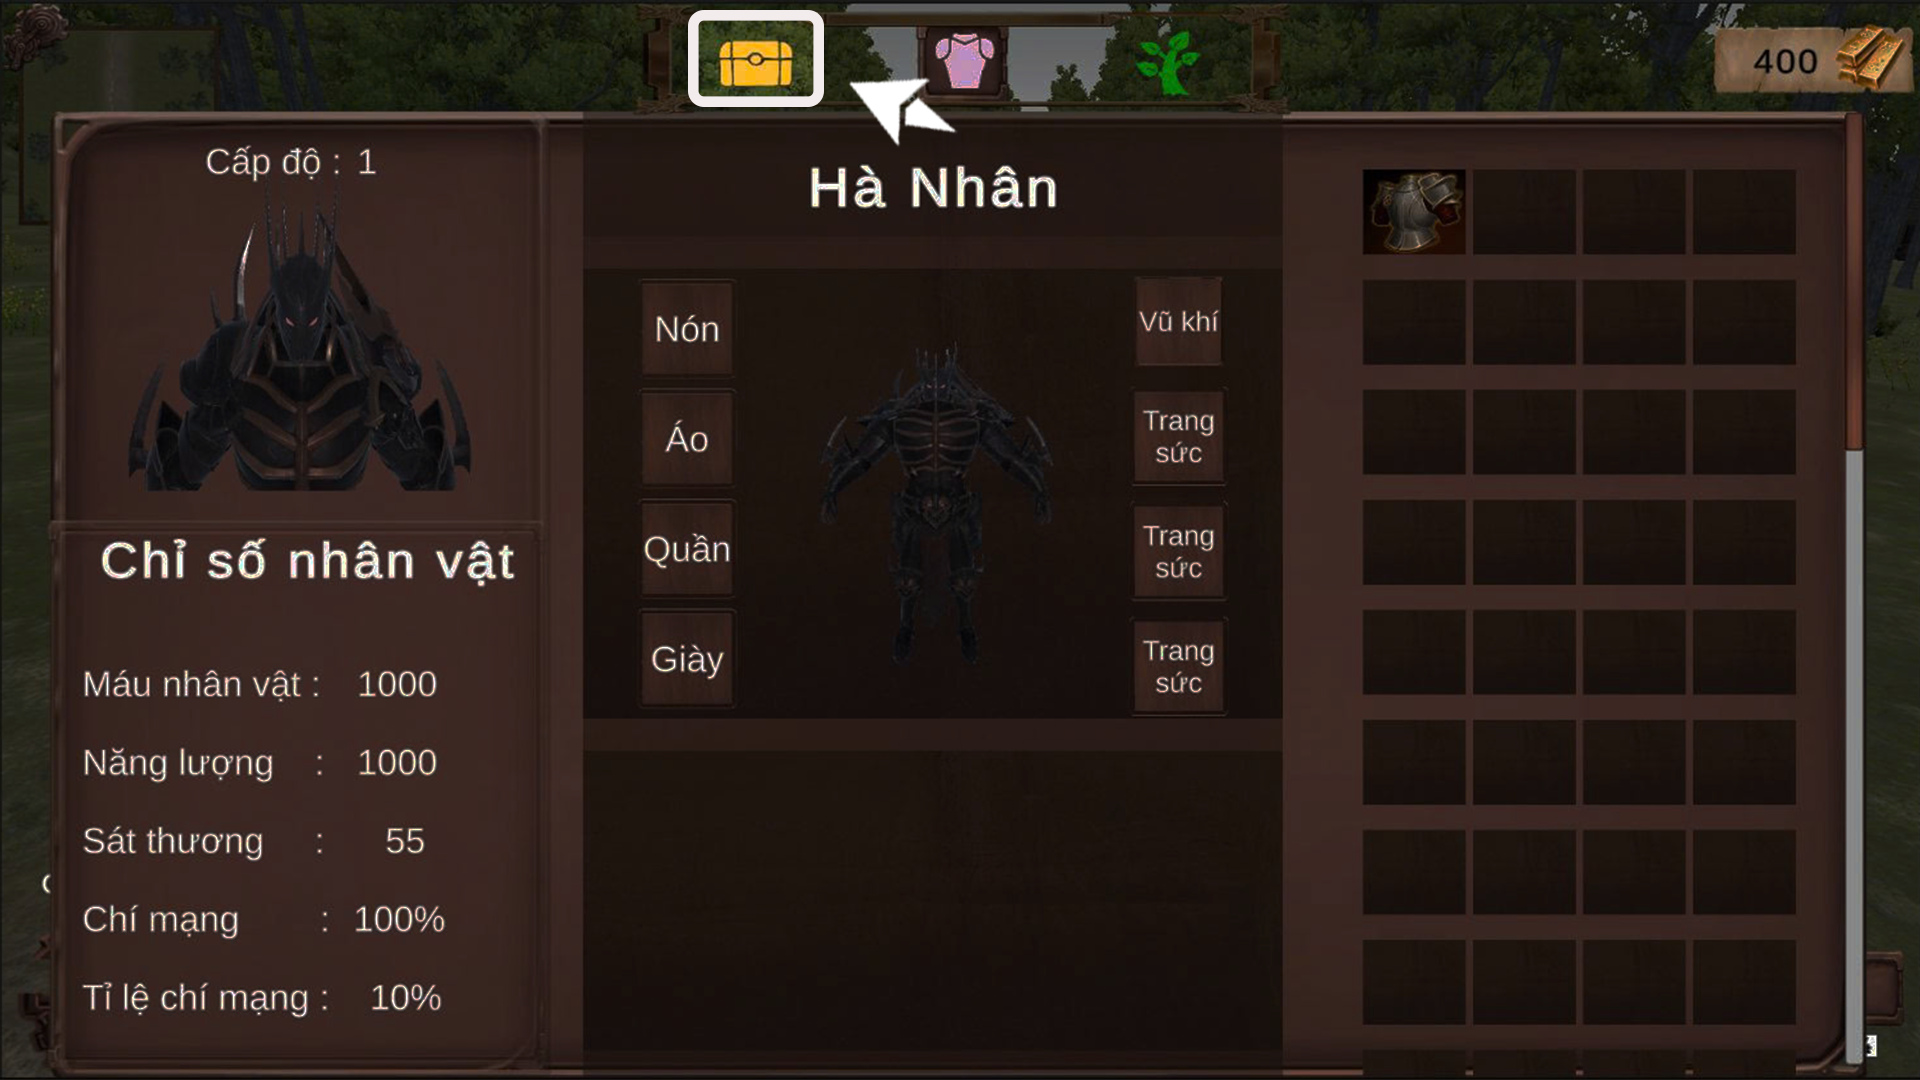 400
Cấp độ : 1
Hà Nhân
Nón
Áo
Quần
Giày
Vũ khí
Trang
sức
Trang
sức
Trang
sức
Chỉ số nhân vật
Máu nhân vật : 1000
Năng lượng : 1000
Sát thương : 55
Chí mạng : 100%
Tỉ lệ chí mạng : 10%